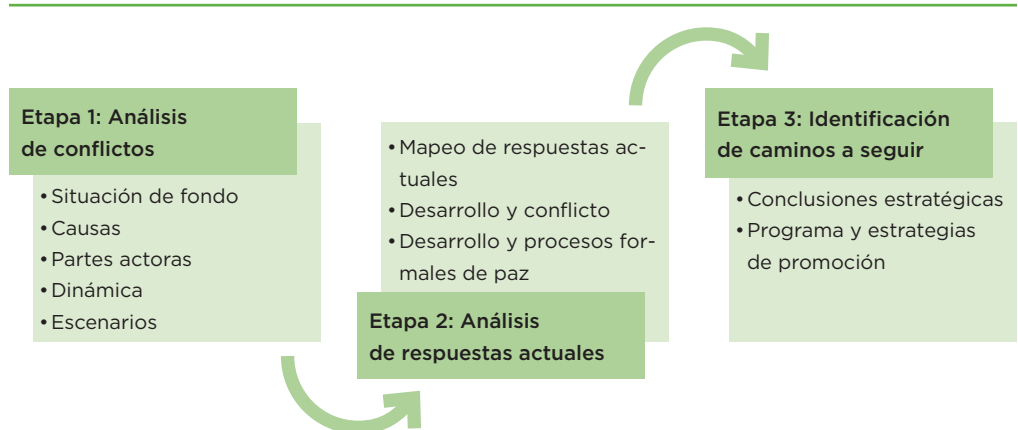 Etapa 1: Análisis
de conflictos
• Situación de fondo
• Causas
• Partes actoras
• Dinámica
• Escenarios
• Mapeo de respuestas ac-
tuales
• Desarrollo y conflicto
• Desarrollo y procesos for-
males de paz
Etapa 2: Análisis
de respuestas actuales
Etapa 3: Identificación
de caminos a seguir
• Conclusiones estratégicas
• Programa y estrategias
de promoción